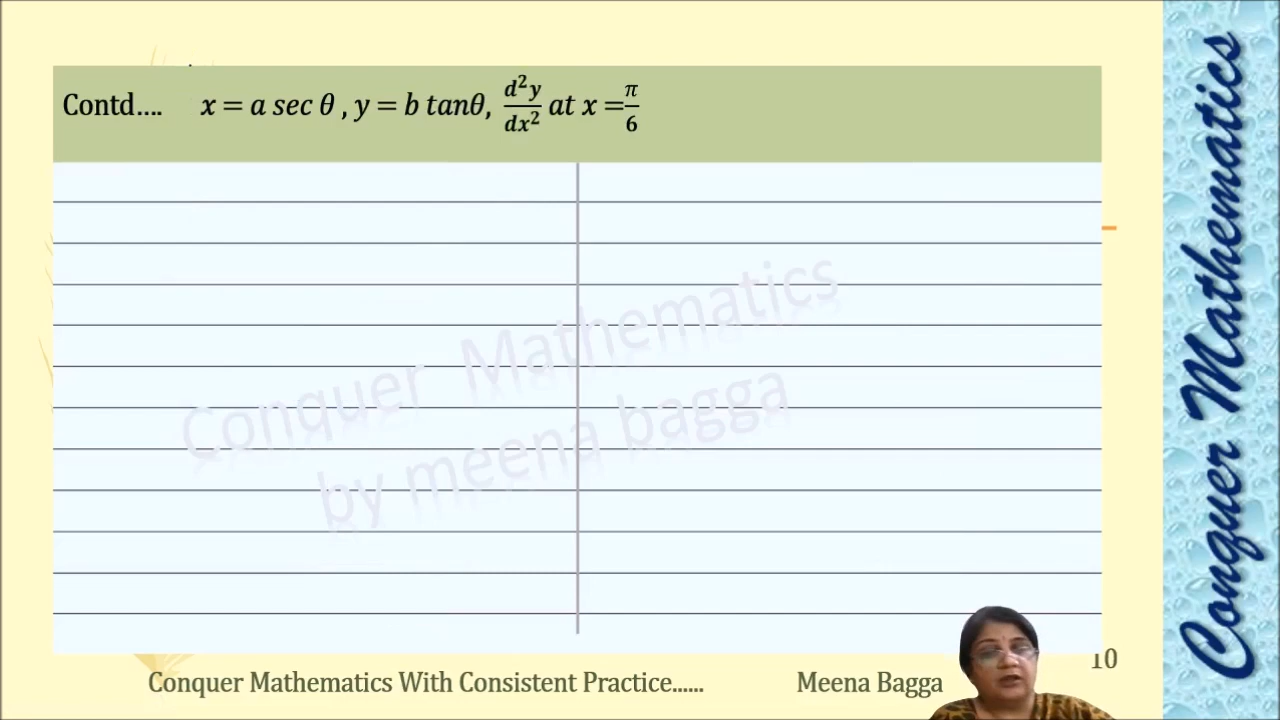 Contd.... x = a sec θ , y = b tanθ, d²y/dx² at x = π/6
Conquer Mathematics
by meena bagga
Conquer Mathematics With Consistent Practice......
Meena Bagga
10
Conquer Mathematics